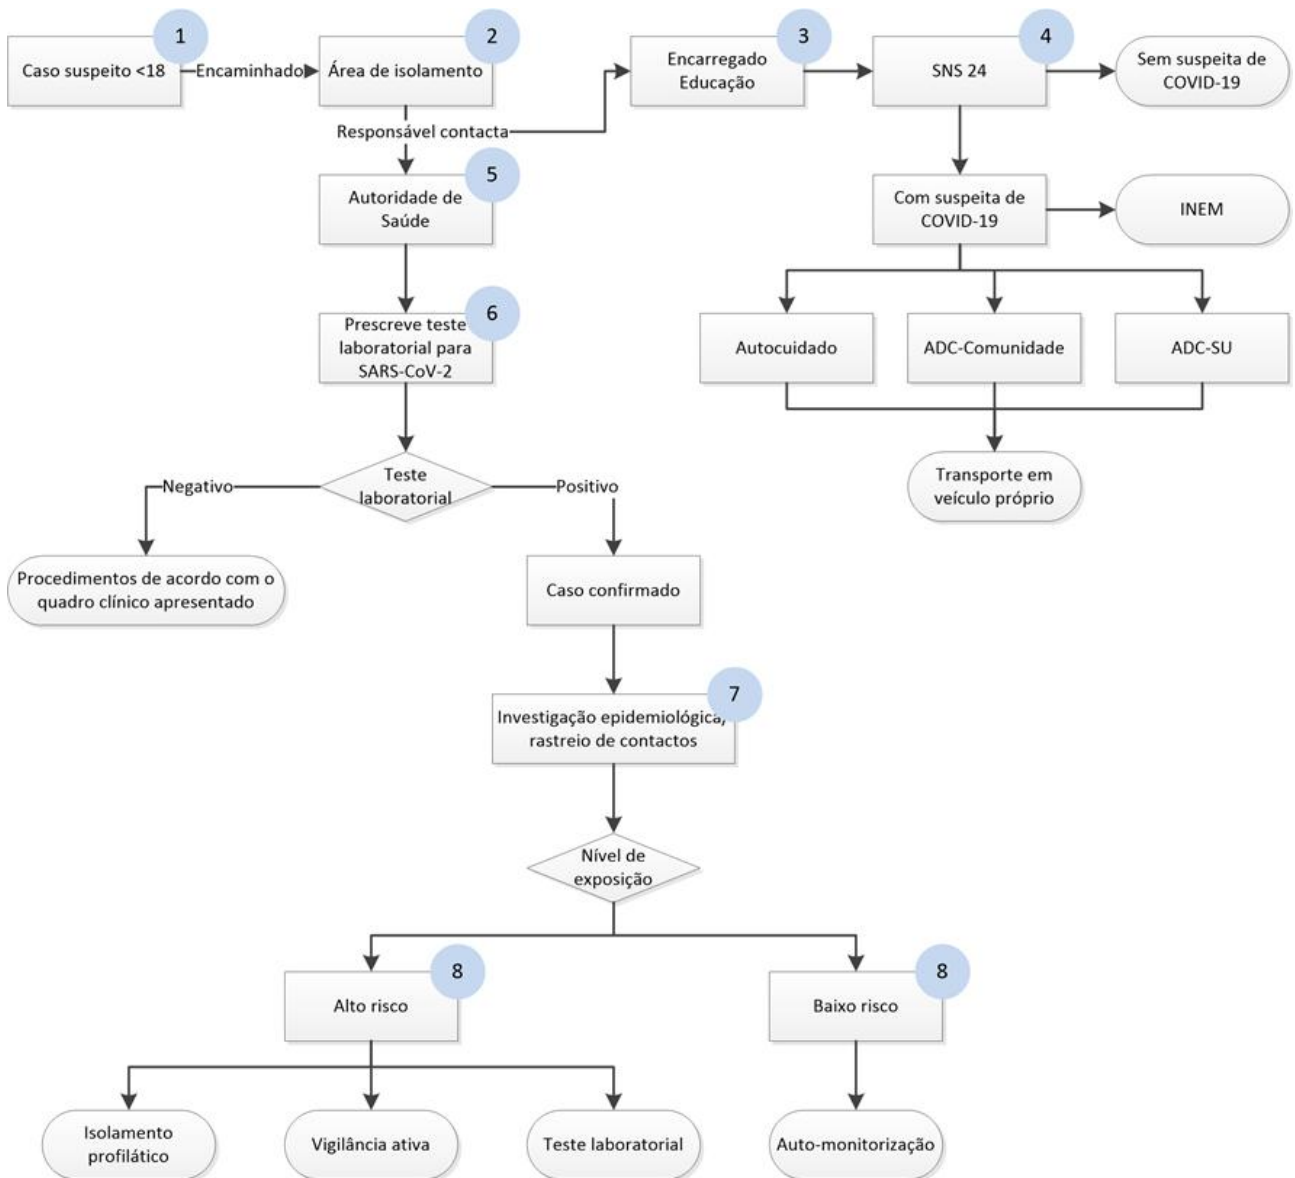 1
2
3
4
Caso suspeito <18
Encaminhado
Área de isolamento
Encarregado
Educação
SNS 24
Sem suspeita de
COVID-19
Responsável contacta
5
Autoridade de
Saúde
Com suspeita de
COVID-19
INEM
6
Prescreve teste
laboratorial para
SARS-CoV-2
Autocuidado
ADC-Comunidade
ADC-SU
Negativo
Teste
laboratorial
Positivo
Transporte em
veículo próprio
Procedimentos de acordo com o
quadro clínico apresentado
Caso confirmado
7
Investigação epidemiológica,
rastreio de contactos
Nível de
exposição
8
Alto risco
8
Baixo risco
Isolamento
profilático
Vigilância ativa
Teste laboratorial
Auto-monitorização